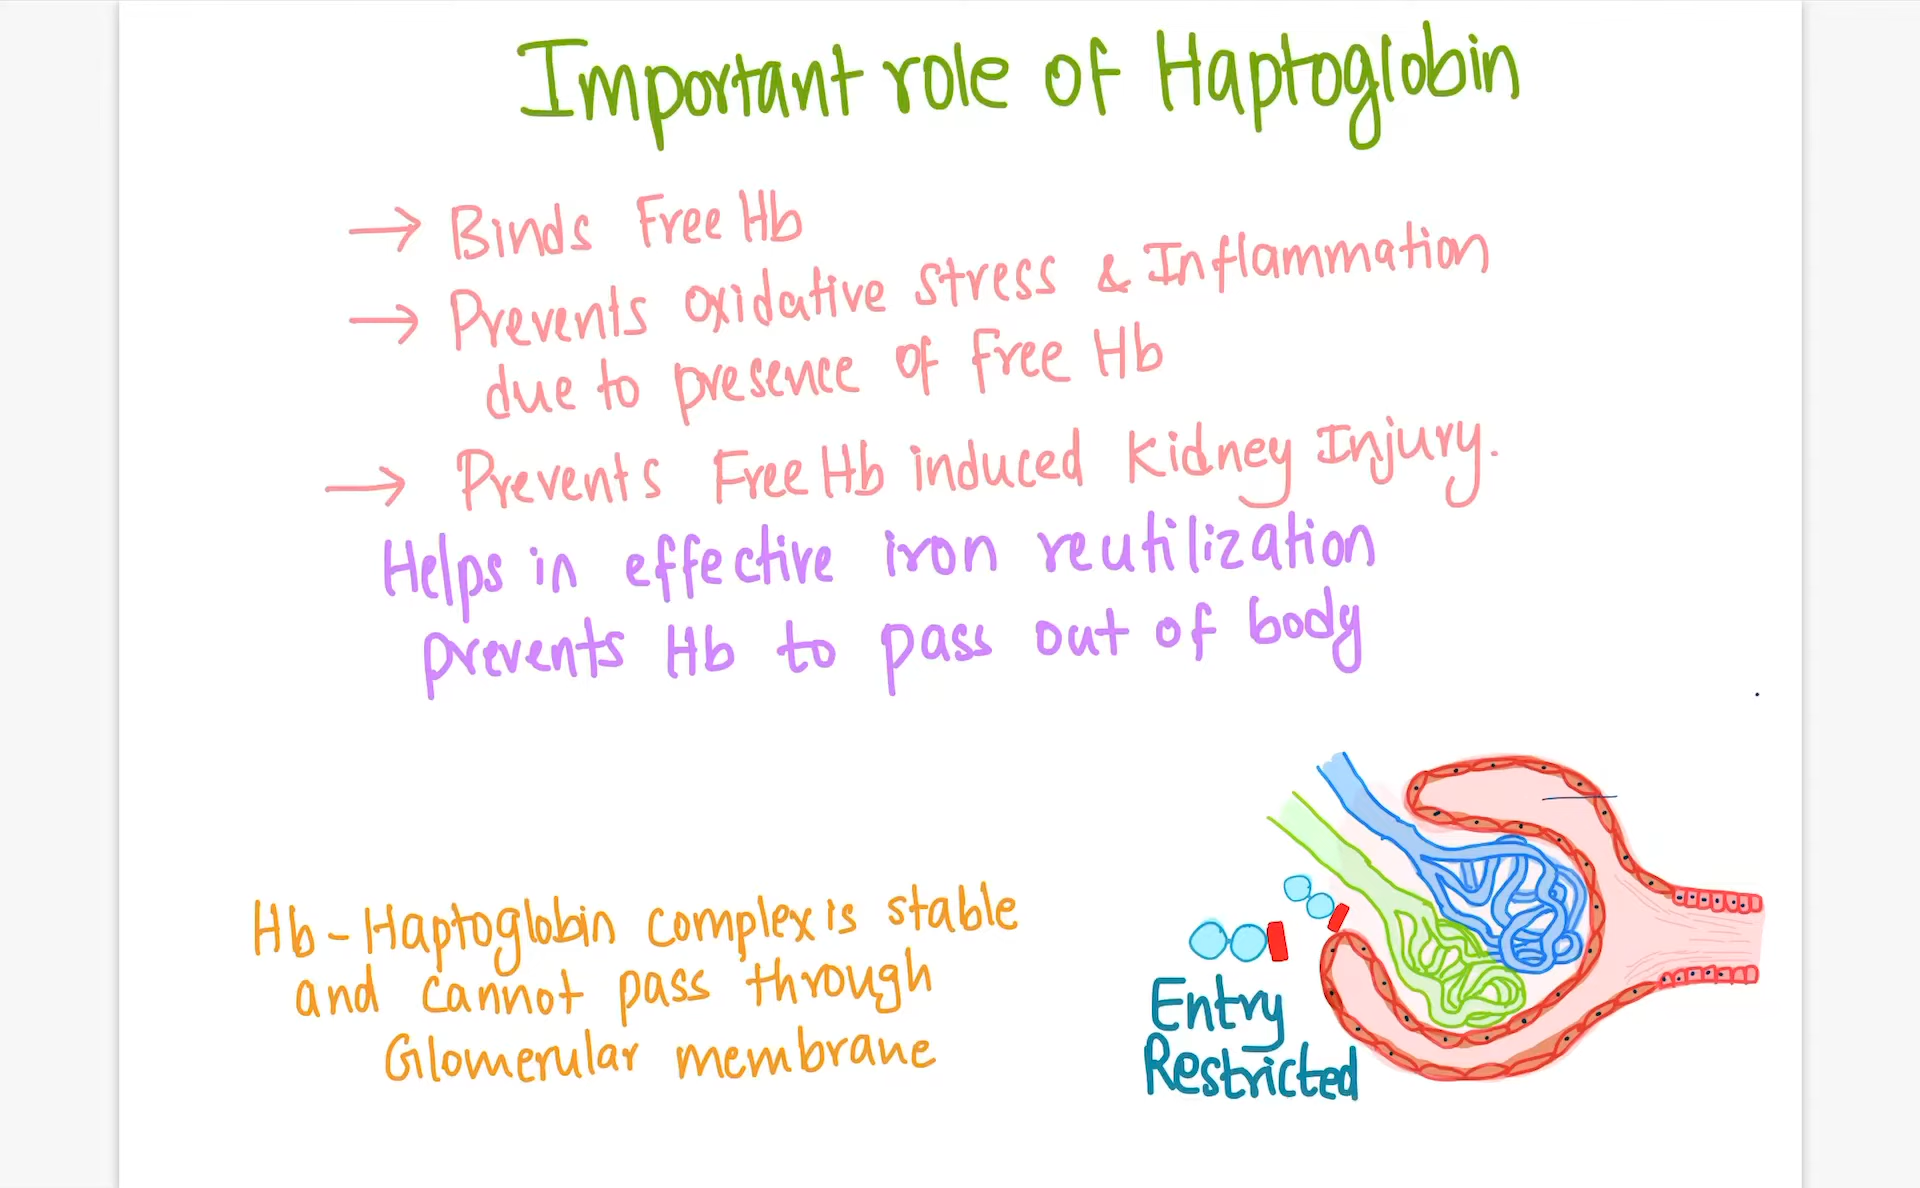 Important role of Haptoglobin
→ Binds Free Hb
→ Prevents oxidative stress & Inflammation
due to presence of free Hb
→ Prevents Free Hb induced Kidney Injury.
Helps in effective iron reutilization
prevents Hb to pass out of body
Hb-Haptoglobin complex is stable
and cannot pass through
Glomerular membrane
Entry
Restricted